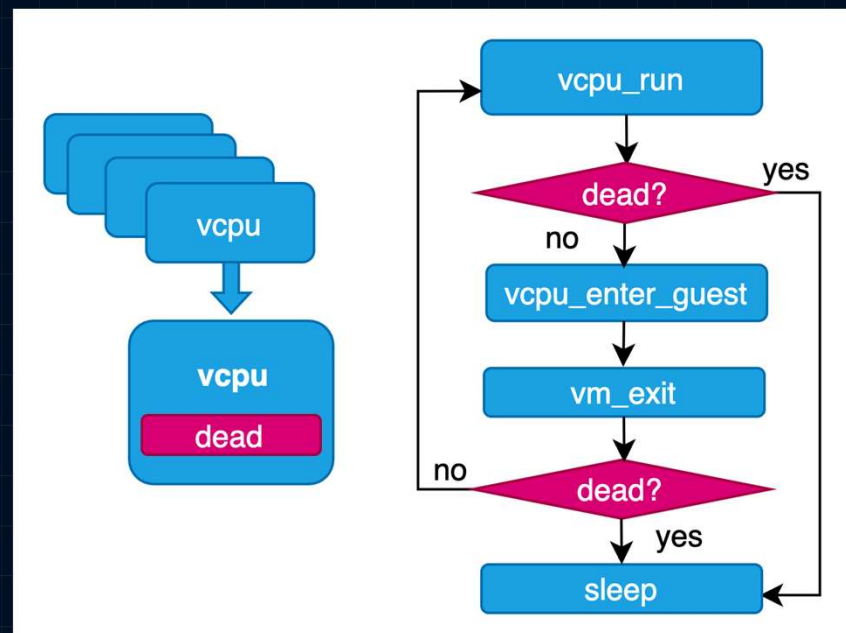 vcpu
vcpu
dead
vcpu_run
dead?
yes
no
vcpu_enter_guest
vm_exit
dead?
no
yes
sleep